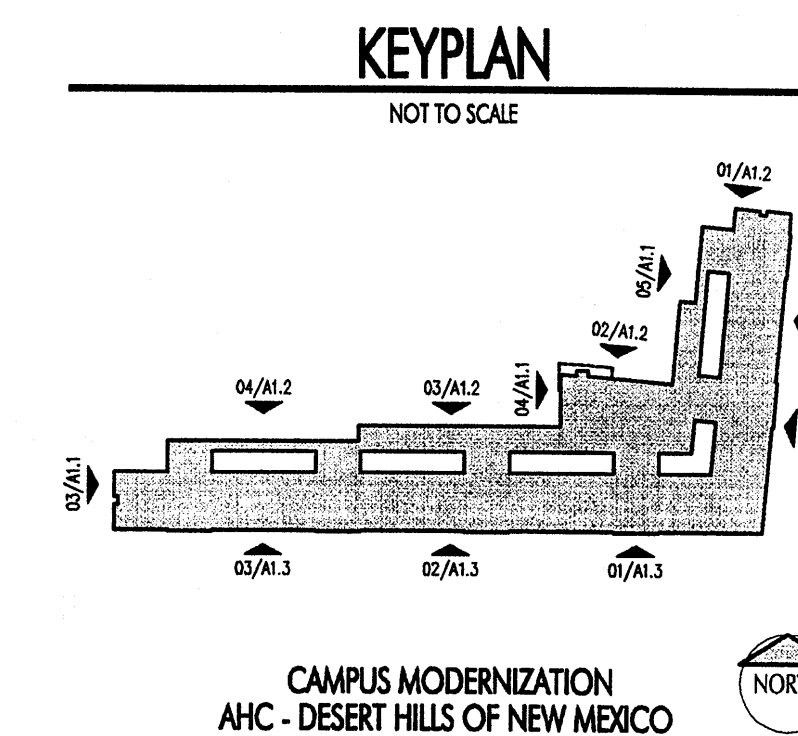 KEYPLAN
NOT TO SCALE
01/A1.2
05/A1.1
02/A1.2
04/A1.1
04/A1.2
03/A1.2
03/A1.1
03/A1.3
02/A1.3
01/A1.3
CAMPUS MODERNIZATION
AHC - DESERT HILLS OF NEW MEXICO
NOR